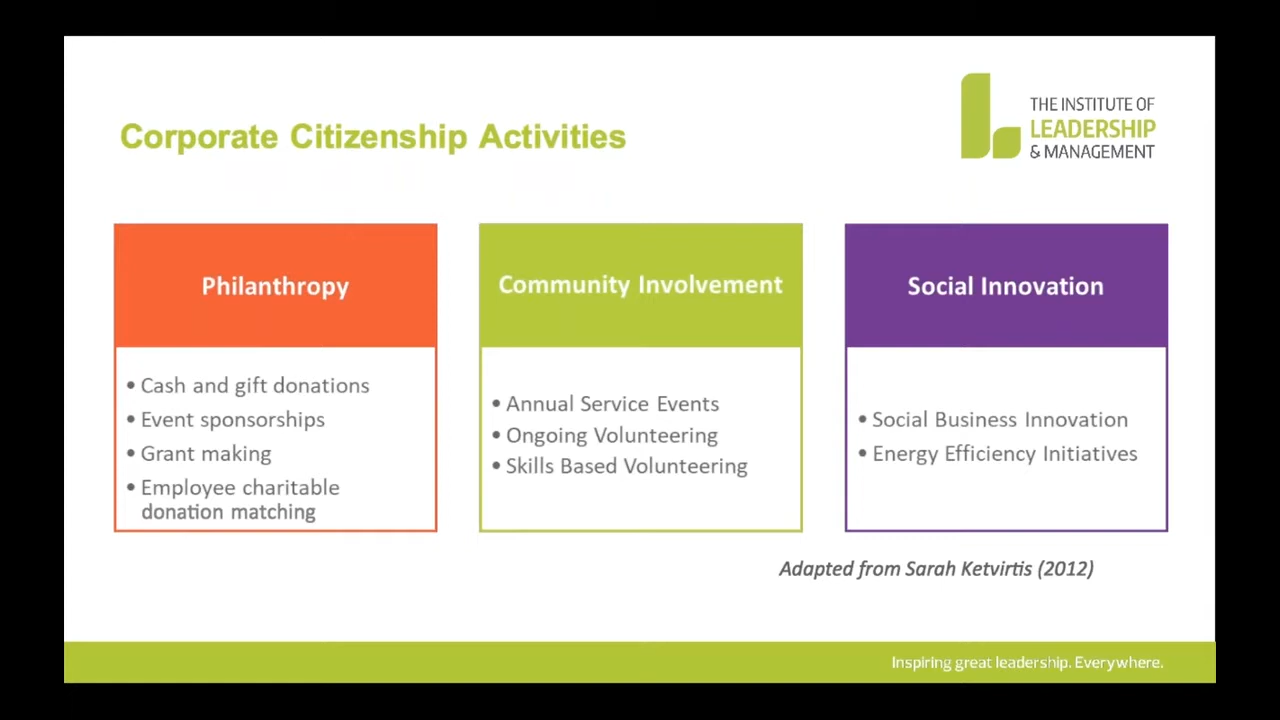 Corporate Citizenship Activities
THE INSTITUTE OF
LEADERSHIP
& MANAGEMENT
Philanthropy
• Cash and gift donations
• Event sponsorships
• Grant making
• Employee charitable
donation matching
Community Involvement
• Annual Service Events
• Ongoing Volunteering
• Skills Based Volunteering
Social Innovation
• Social Business Innovation
• Energy Efficiency Initiatives
Adapted from Sarah Ketvirtis (2012)
Inspiring great leadership. Everywhere.